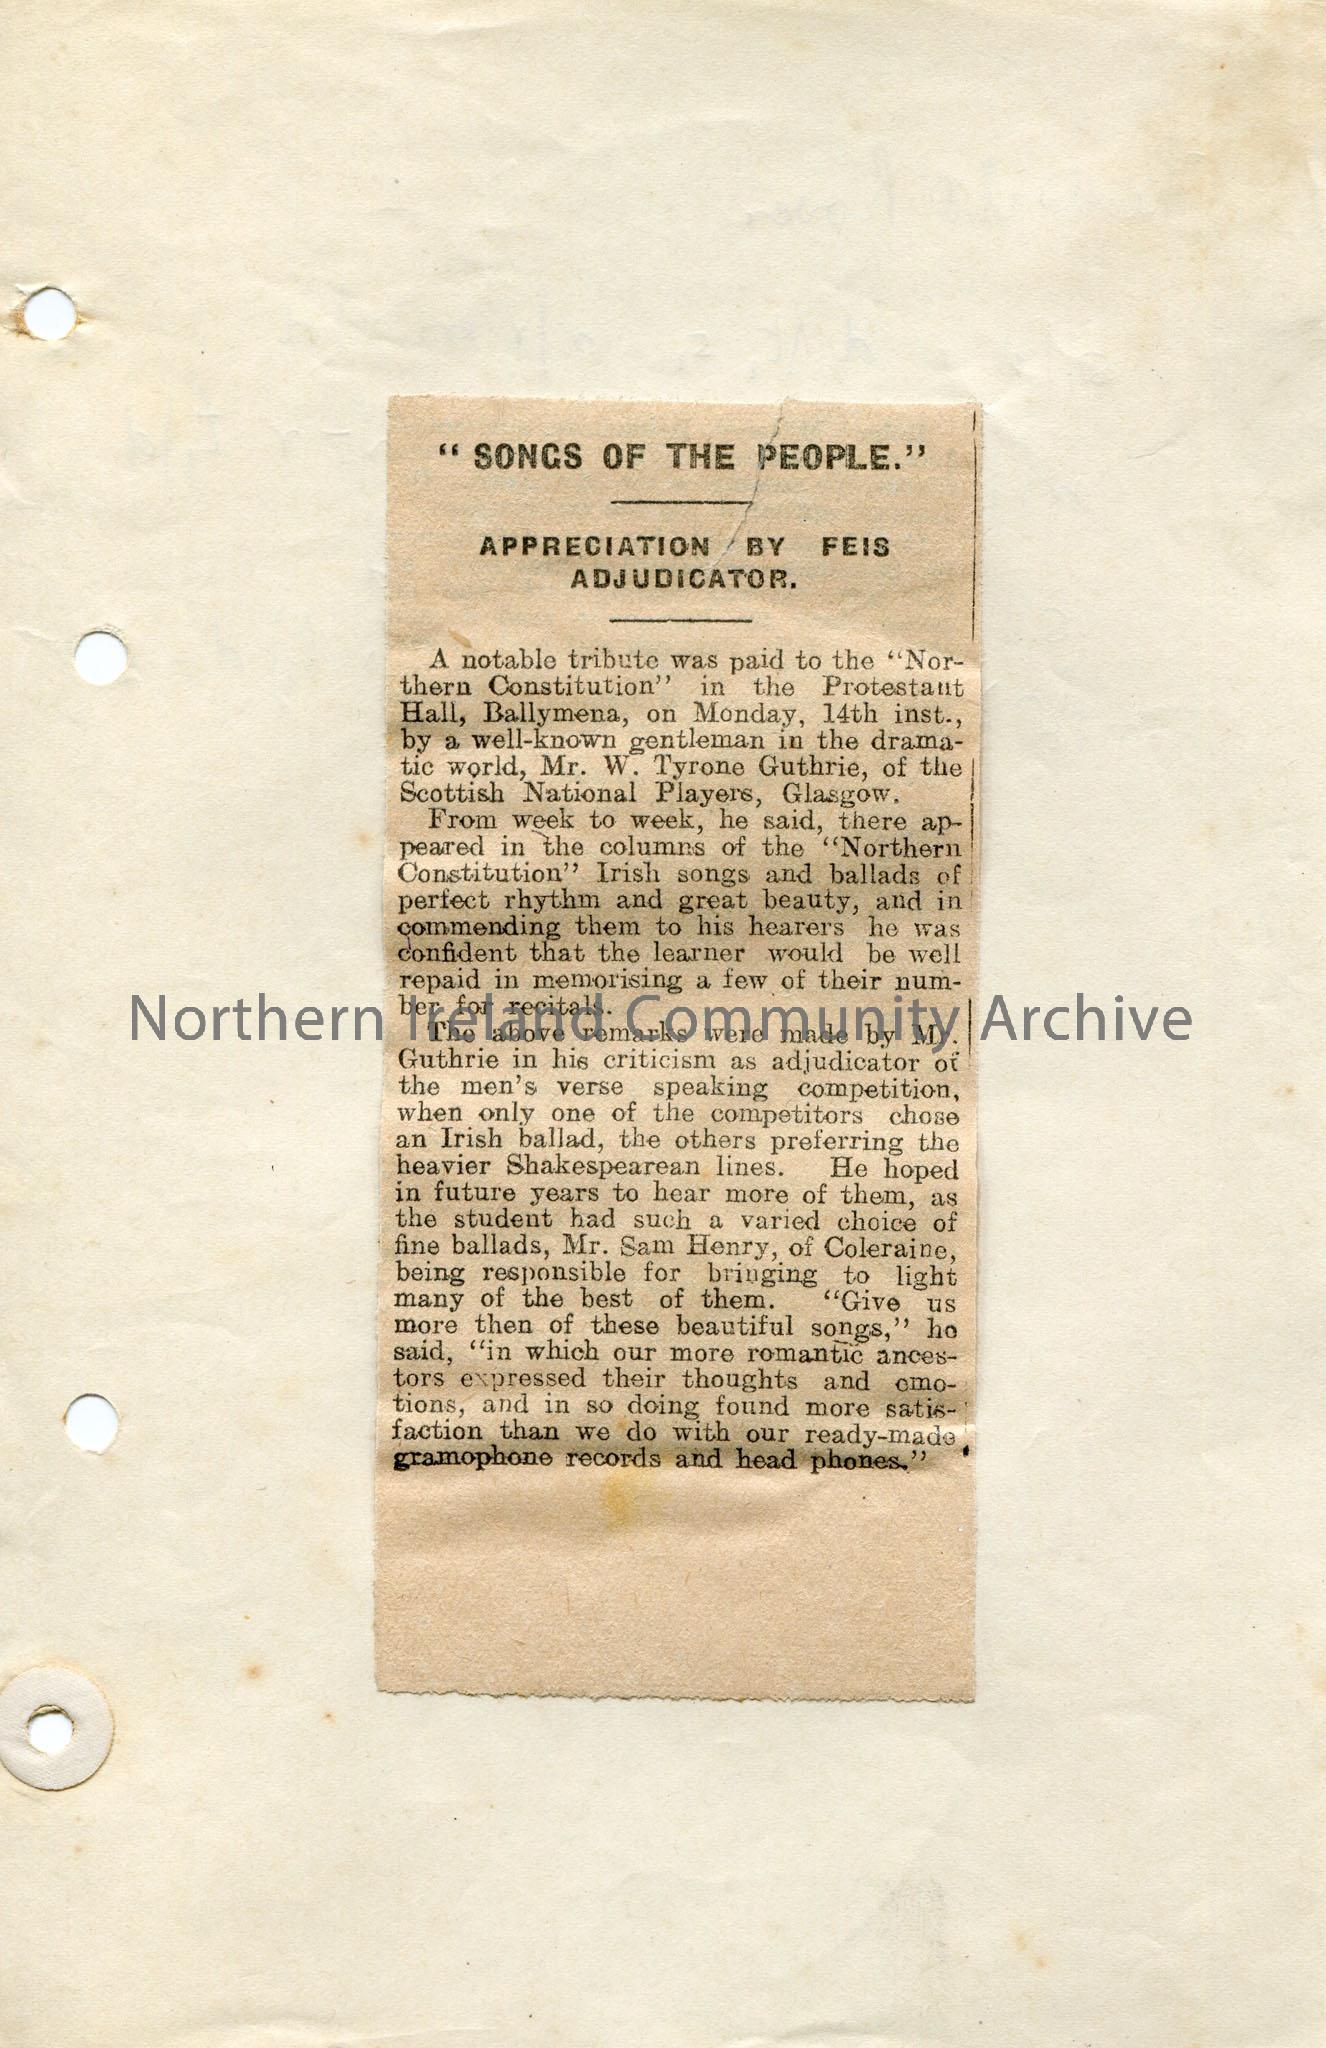 “ SONGS OF THE PEOPLE.”
APPRECIATION BY FEIS
ADJUDICATOR.
A notable tribute was paid to the “Nor-
thern Constitution” in the Protestant
Hall, Ballymena, on Monday, 14th inst.,
by a well-known gentleman in the drama-
tic world, Mr. W. Tyrone Guthrie, of the
Scottish National Players, Glasgow.
From week to week, he said, there ap-
peared in the columns of the “Northern
Constitution” Irish songs and ballads of
perfect rhythm and great beauty, and in
commending them to his hearers he was
confident that the learner would be well
repaid in memorising a few of their num-
ber for recitals.
Northern Ireland Community Archive
The above remarks were made by Mr.
Guthrie in his criticism as adjudicator of
the men’s verse speaking competition,
when only one of the competitors chose
an Irish ballad, the others preferring the
heavier Shakespearean lines. He hoped
in future years to hear more of them, as
the student had such a varied choice of
fine ballads, Mr. Sam Henry, of Coleraine,
being responsible for bringing to light
many of the best of them. “Give us
more then of these beautiful songs,” he
said, “in which our more romantic ances-
tors expressed their thoughts and emo-
tions, and in so doing found more satis-
faction than we do with our ready-made
gramophone records and head phones.”